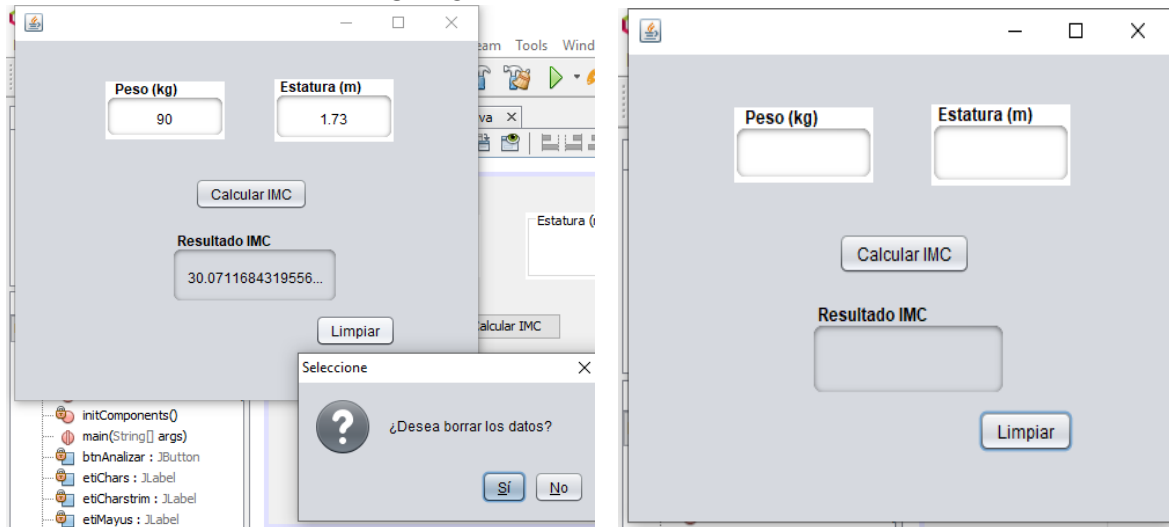 eam Tools Wind
Peso (kg)
Estatura (m)
90
1.73
va
Calcular IMC
Estatura (
Resultado IMC
30.0711684319556...
Limpiar
alcular IMC
Seleccione
¿Desea borrar los datos?
Sí
No
initComponents()
main(String[] args)
btnAnalizar : JButton
etiChars : JLabel
etiCharstrim : JLabel
etiMayus : JLabel
Peso (kg)
Estatura (m)
Calcular IMC
Resultado IMC
Limpiar